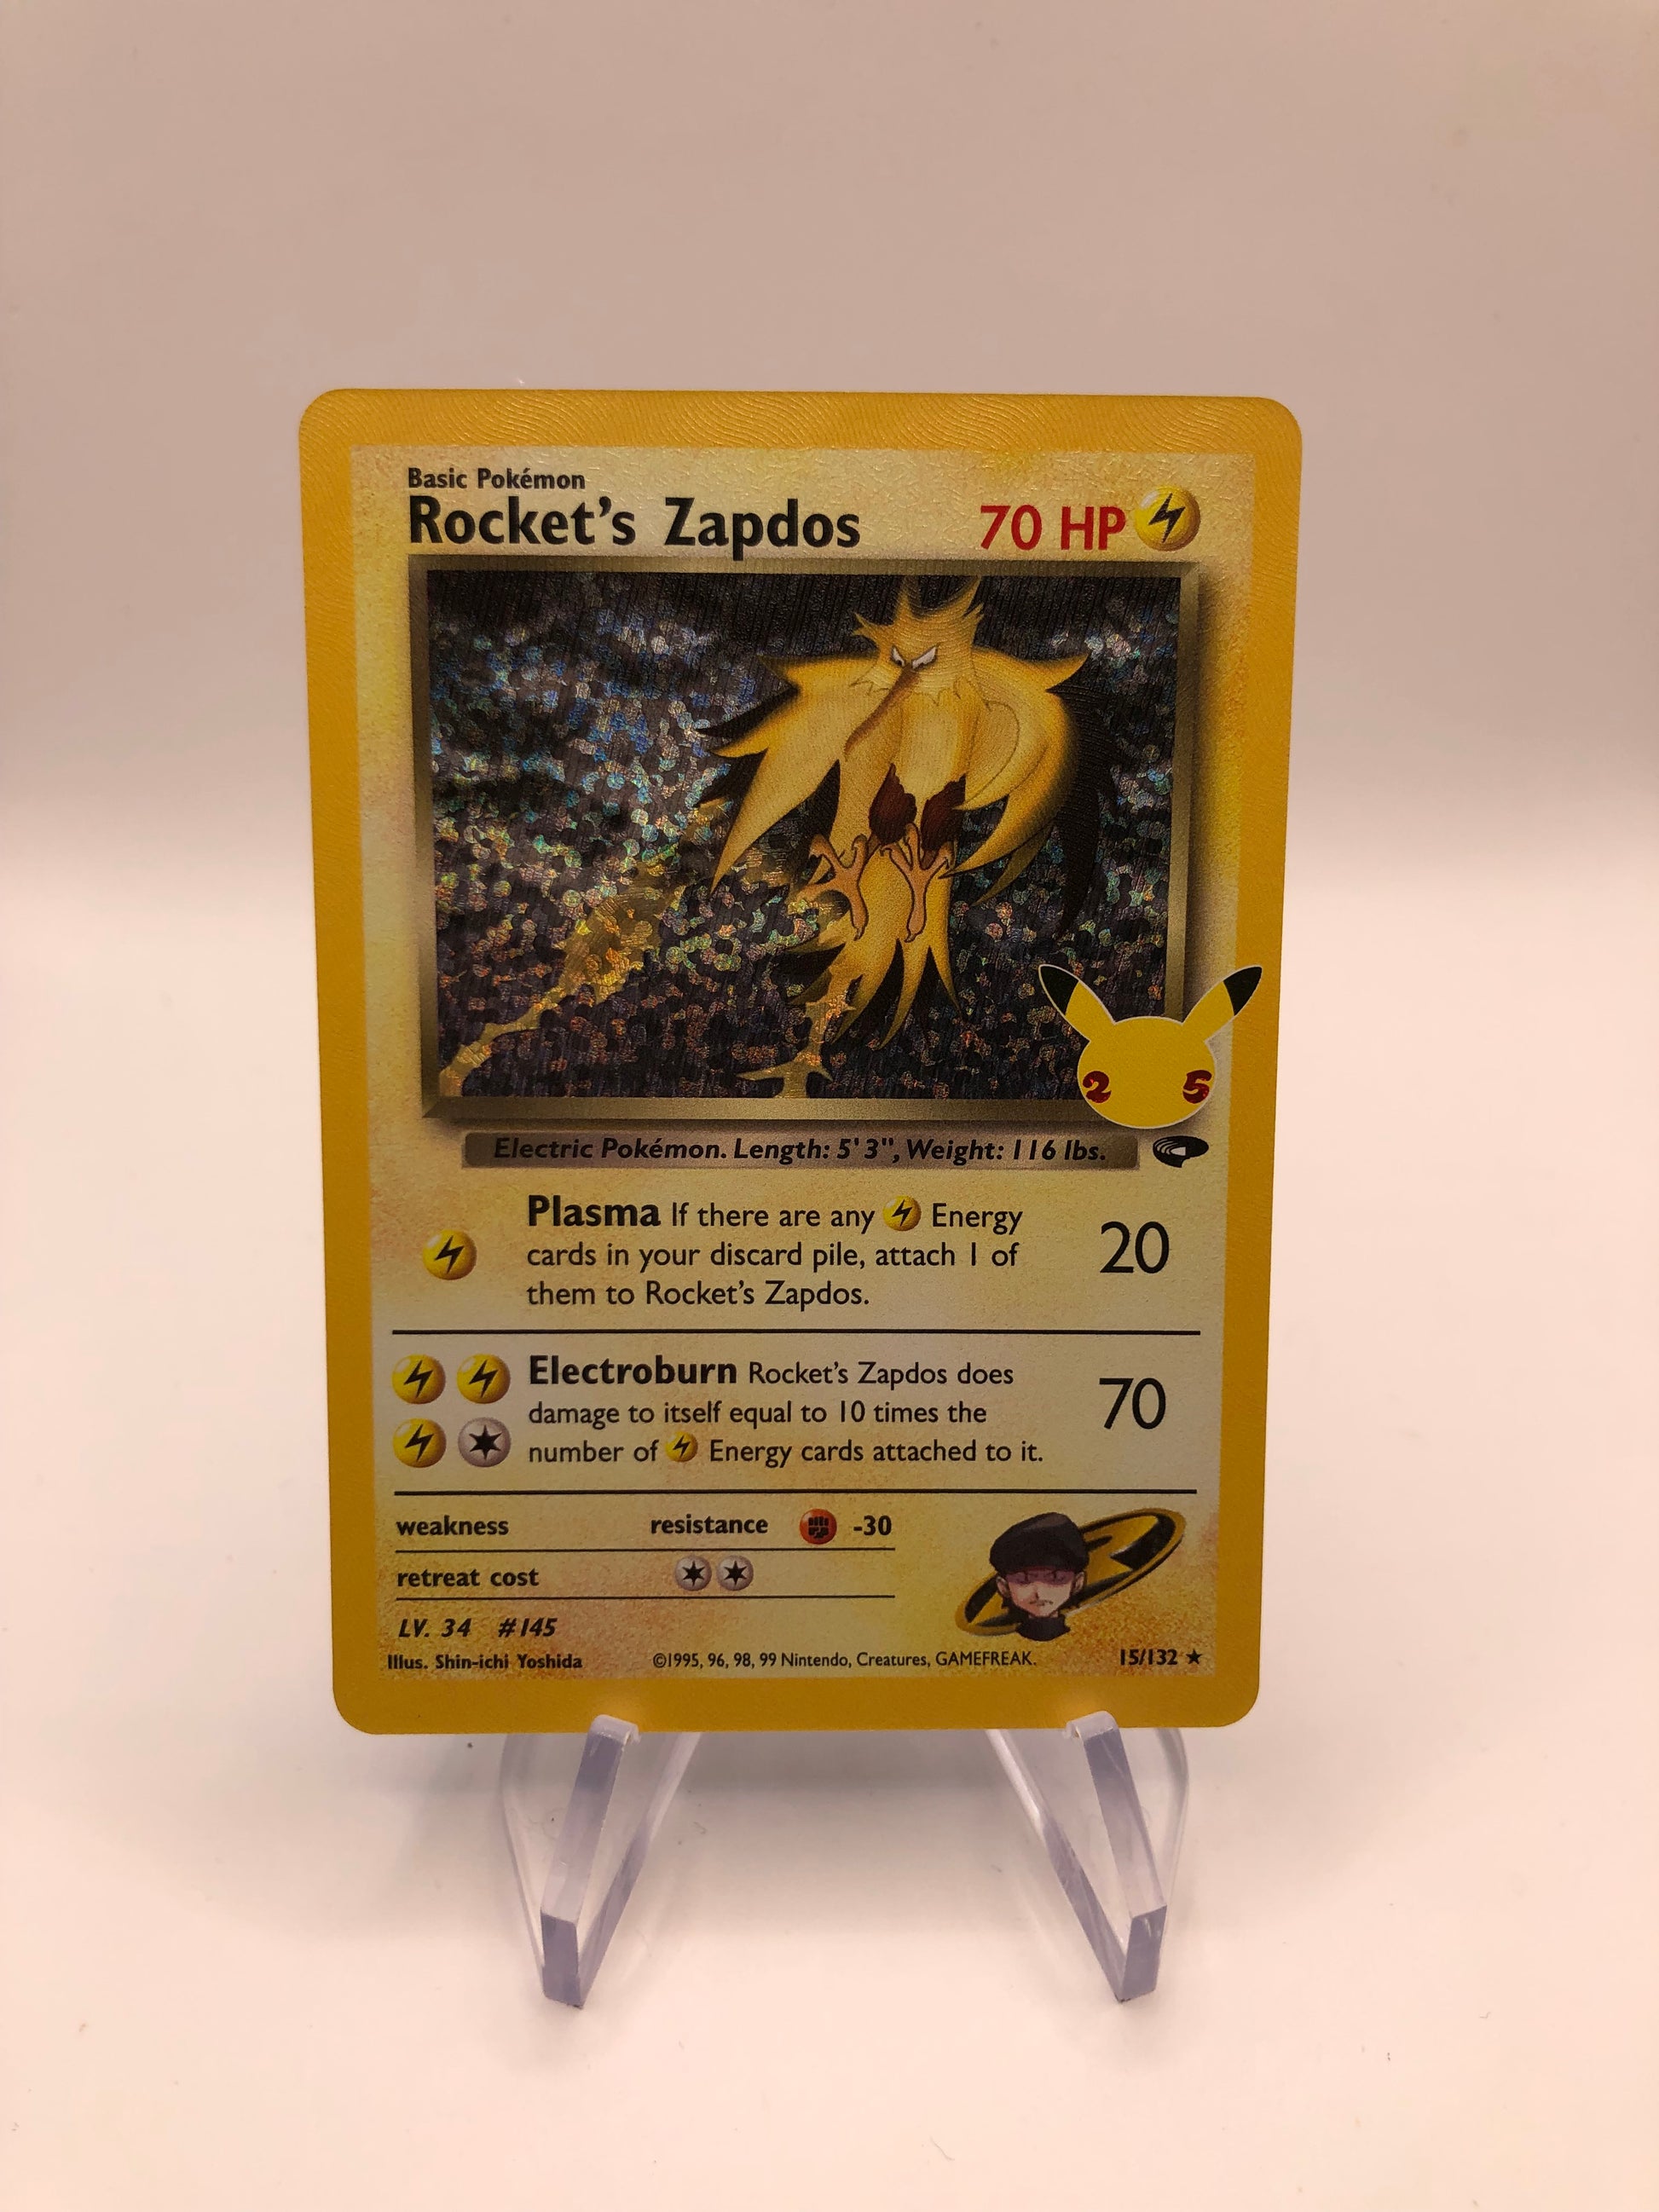 Basic Pokémon
Rocket's Zapdos 70 HP
25
Electric Pokémon. Length: 5' 3", Weight: 116 lbs.
Plasma If there are any Energy
cards in your discard pile, attach 1 of
them to Rocket's Zapdos.
20
Electroburn Rocket's Zapdos does
damage to itself equal to 10 times the
number of Energy cards attached to it.
70
weakness resistance -30
retreat cost
LV. 34 #145
Illus. Shin-ichi Yoshida ©1995, 96, 98, 99 Nintendo, Creatures, GAMEFREAK. 15/132 ★